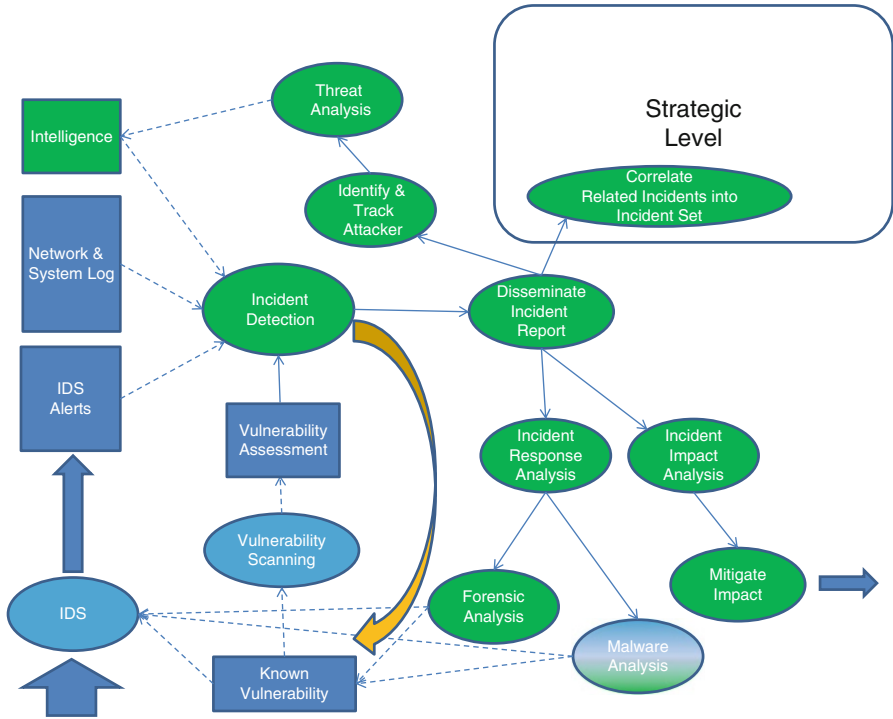 Strategic
Level
Threat
Analysis
Intelligence
Identify &
Track
Attacker
Correlate
Related Incidents into
Incident Set
Network &
System Log
Incident
Detection
Disseminate
Incident
Report
IDS
Alerts
Vulnerability
Assessment
Incident
Response
Analysis
Incident
Impact
Analysis
Vulnerability
Scanning
IDS
Forensic
Analysis
Mitigate
Impact
Known
Vulnerability
Malware
Analysis